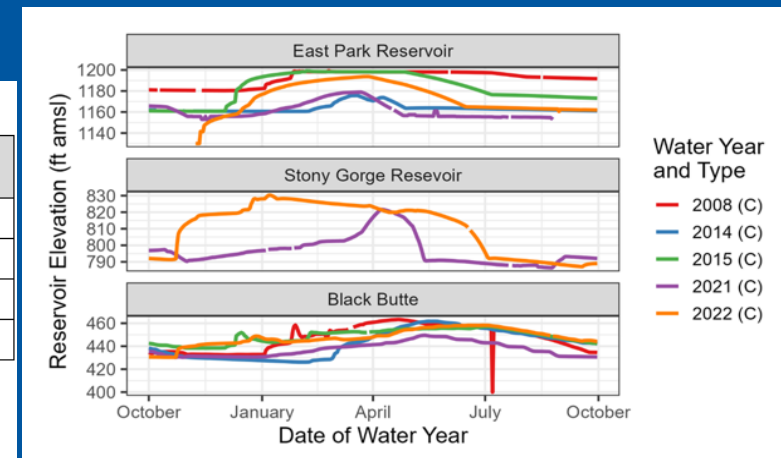 East Park Reservoir
1200
1180
1160
1140
Stony Gorge Resevoir
830
820
810
800
790
Black Butte
460
440
420
400
October January April July October
Date of Water Year
Reservoir Elevation (ft amsl)
Water Year
and Type
2008 (C)
2014 (C)
2015 (C)
2021 (C)
2022 (C)